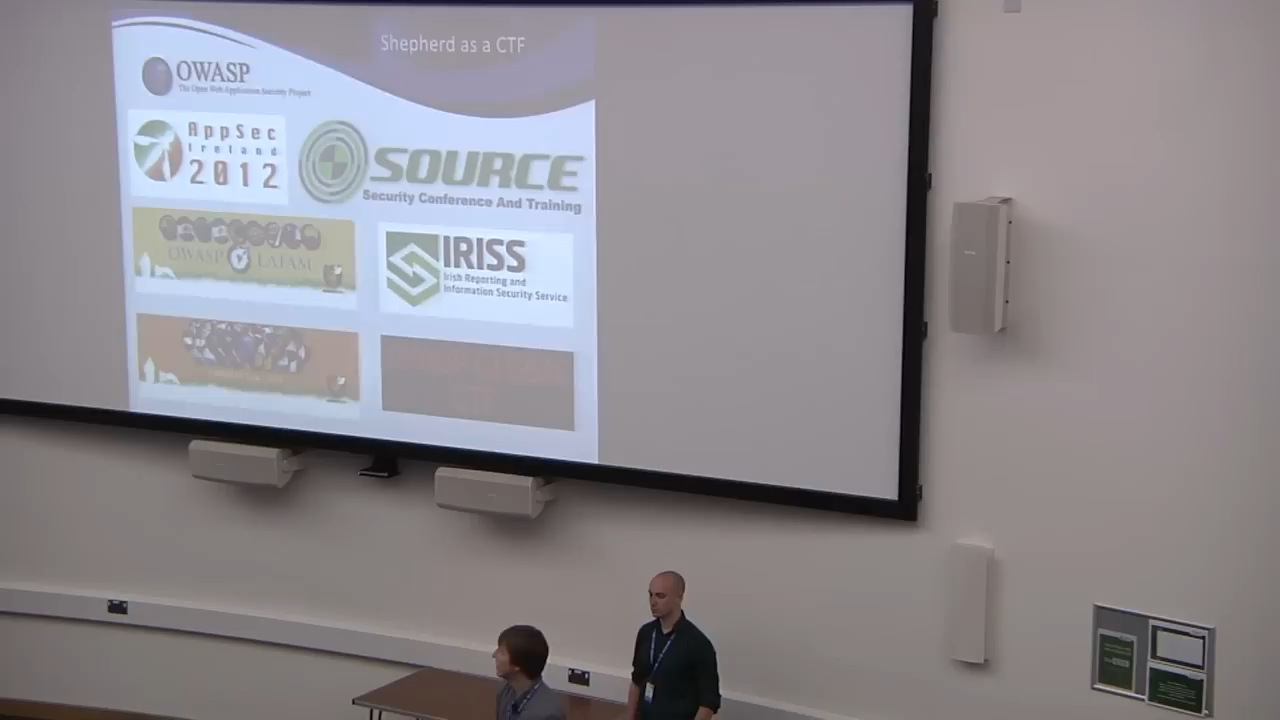 Shepherd as a CTF
OWASP
The Open Web Application Security Project
AppSec
Ireland
2012
SOURCE
Security Conference And Training
OWASP LATAM
IRISS
Irish Reporting and
Information Security Service